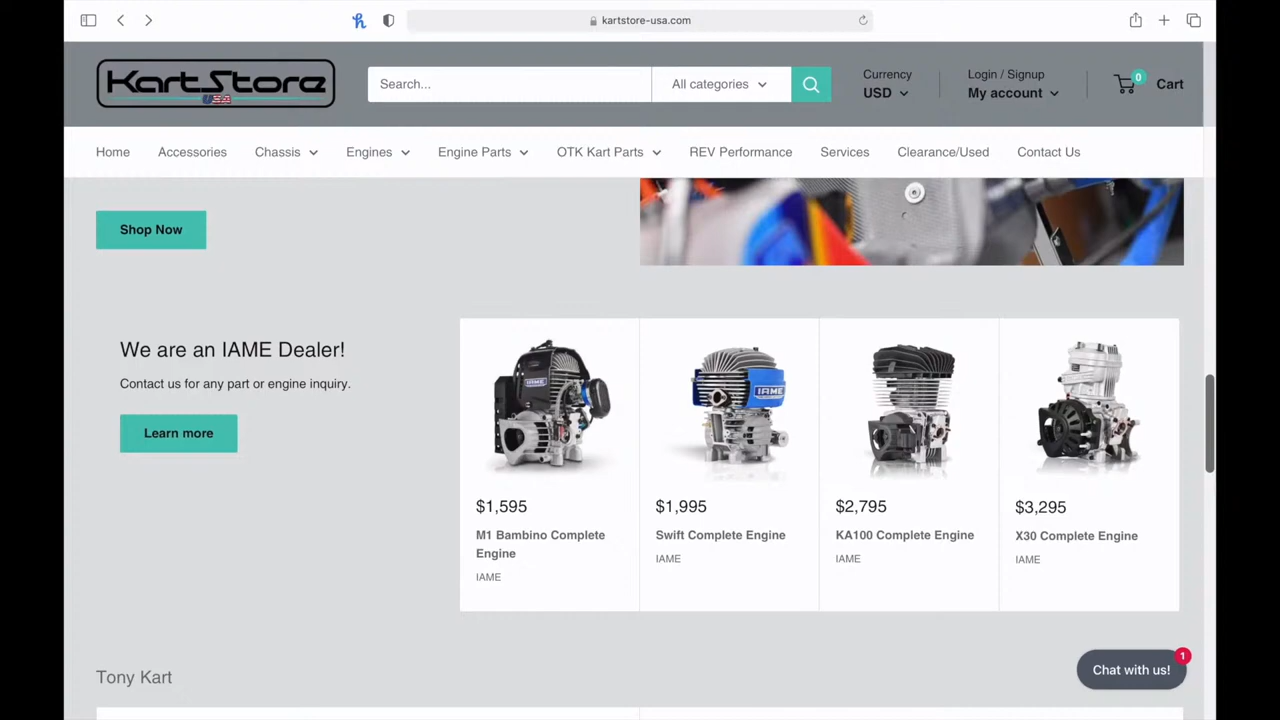 kartstore-usa.com
KartStore
USA
Search...
All categories
Currency
USD
Login / Signup
My account
0
Cart
Home Accessories Chassis Engines Engine Parts OTK Kart Parts REV Performance Services Clearance/Used Contact Us
Shop Now
We are an IAME Dealer!
Contact us for any part or engine inquiry.
Learn more
IAME
IAME
$1,595
M1 Bambino Complete
Engine
IAME
$1,995
Swift Complete Engine
IAME
$2,795
KA100 Complete Engine
IAME
$3,295
X30 Complete Engine
IAME
Tony Kart
Chat with us!
1